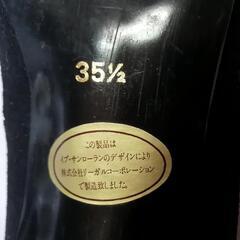 35½
この製品は
イブ・サンローランのデザインにより
株式会社リーガルコーポレーション
で製造致しました。